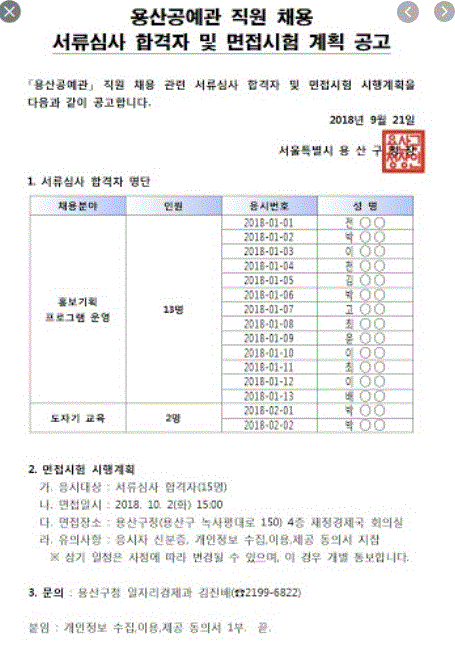 용산공예관 직원 채용
서류심사 합격자 및 면접시험 계획 공고
「용산공예관」 직원 채용 관련 서류심사 합격자 및 면접시험 시행계획을
다음과 같이 공고합니다.
2018년 9월 21일
서울특별시 용 산 구 청 장
1. 서류심사 합격자 명단
채용분야 인원 응시번호 성 명
홍보기획
프로그램 운영
13명
2018-01-01 전 ○○
2018-01-02 박 ○○
2018-01-03 이 ○○
2018-01-04 천 ○○
2018-01-05 김 ○○
2018-01-06 박 ○○
2018-01-07 고 ○○
2018-01-08 최 ○○
2018-01-09 윤 ○○
2018-01-10 이 ○○
2018-01-11 최 ○○
2018-01-12 이 ○○
2018-01-13 배 ○○
도자기 교육 2명
2018-02-01 박 ○○
2018-02-02 박 ○○
2. 면접시험 시행계획
가. 응시대상 : 서류심사 합격자(15명)
나. 면접일시 : 2018. 10. 2(화) 15:00
다. 면접장소 : 용산구청(용산구 녹사평대로 150) 4층 재정경제국 회의실
라. 유의사항 : 응시자 신분증, 개인정보 수집,이용,제공 동의서 지참
※ 상기 일정은 사정에 따라 변경될 수 있으며, 이 경우 개별 통보합니다.
3. 문의 : 용산구청 일자리경제과 김진배(☎2199-6822)
붙임 : 개인정보 수집,이용,제공 동의서 1부. 끝.